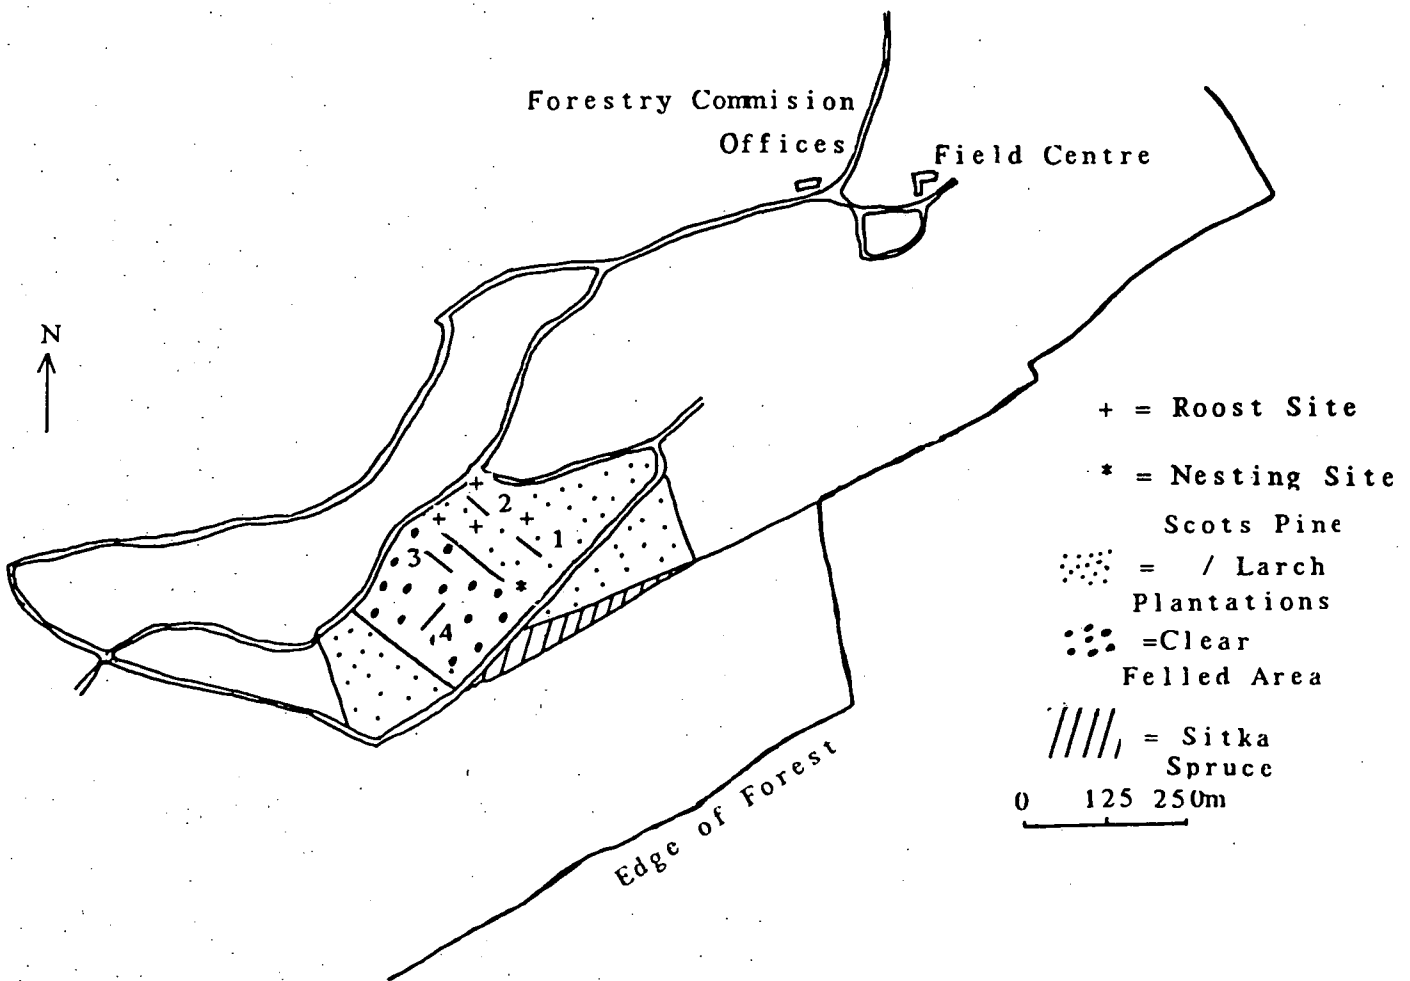 Forestry Commision
Offices
Field Centre
N
+ = Roost Site
* = Nesting Site
Scots Pine
= / Larch
Plantations
=Clear
Felled Area
= Sitka
Spruce
0 125 250m
2
1
3
4
Edge of Forest